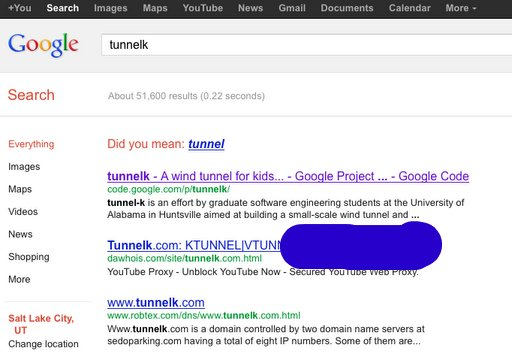 +You Search Images Maps YouTube News Gmail Documents Calendar More
Google
tunnelk
Search
About 51,600 results (0.22 seconds)
Everything
Images
Maps
Videos
News
Shopping
More
Salt Lake City,
UT
Change location
Did you mean: tunnel
tunnelk - A wind tunnel for kids... - Google Project ... - Google Code
code.google.com/p/tunnelk/
tunnel-k is an effort by graduate software engineering students at the University of
Alabama in Huntsville aimed at building a small-scale wind tunnel and ...
Tunnelk.com: KTUNNEL|VTUNN
dawhois.com/site/tunnelk.com.html
YouTube Proxy - Unblock YouTube Now - Secured YouTube Web Proxy.
www.tunnelk.com
www.robtex.com/dns/www.tunnelk.com.html
Www.tunnelk.com is a domain controlled by two domain name servers at
sedoparking.com having a total of eight IP numbers. Some of them are...